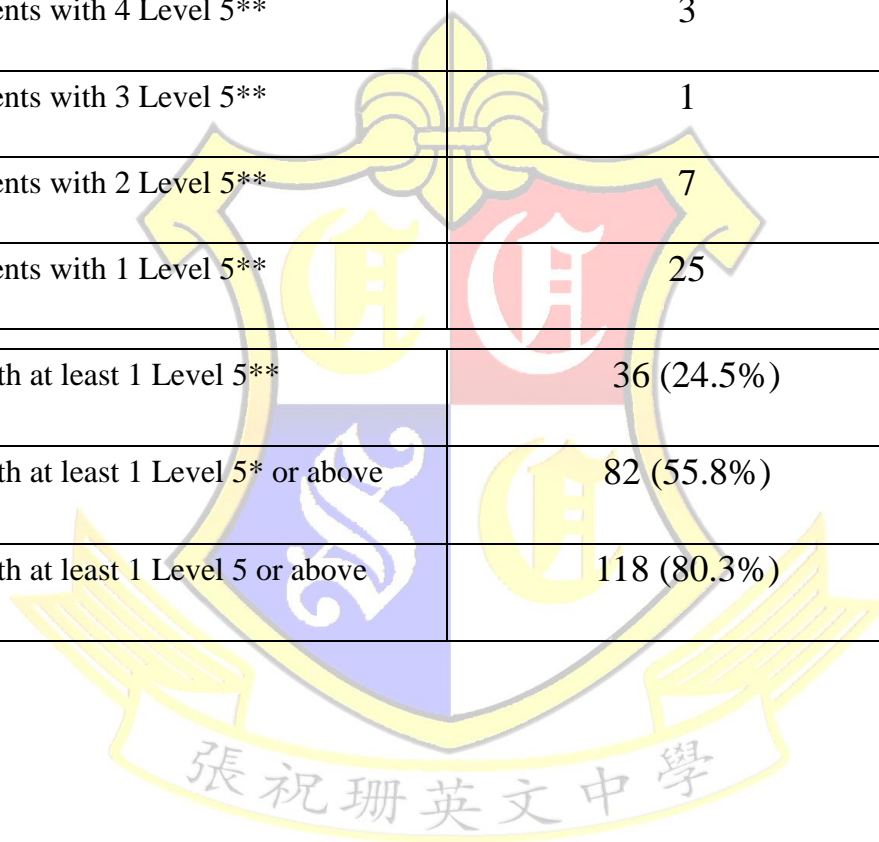 ents with 4 Level 5** 3
ents with 3 Level 5** 1
ents with 2 Level 5** 7
ents with 1 Level 5** 25
th at least 1 Level 5** 36 (24.5%)
th at least 1 Level 5* or above 82 (55.8%)
th at least 1 Level 5 or above 118 (80.3%)
C C
S C
張祝珊英文中學